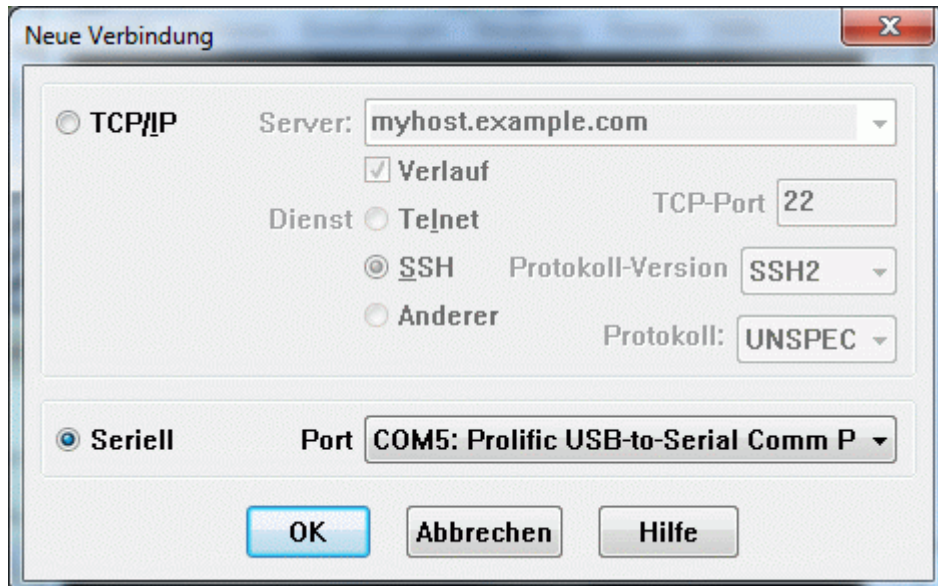 Neue Verbindung
TCP/IP Server: myhost.example.com
Verlauf
TCP-Port 22
Dienst Telnet
SSH Protokoll-Version SSH2
Anderer
Protokoll: UNSPEC
Seriell Port COM5: Prolific USB-to-Serial Comm P
OK Abbrechen Hilfe